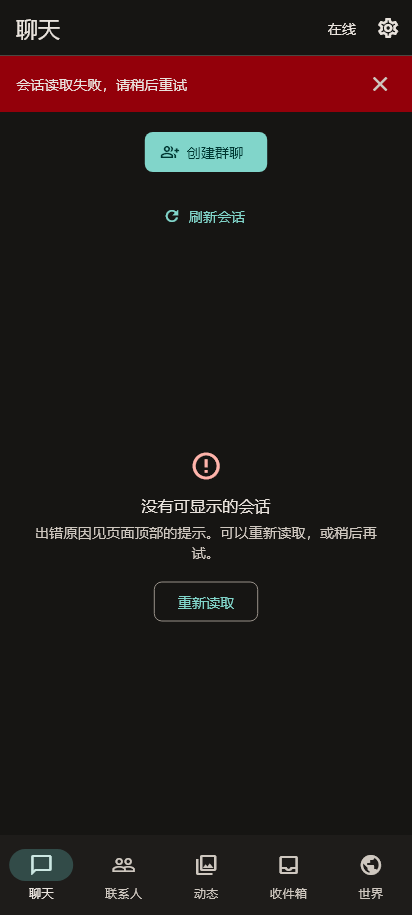 聊天
在线
会话读取失败，请稍后重试
创建群聊
刷新会话
没有可显示的会话
出错原因见页面顶部的提示。可以重新读取，或稍后再
试。
重新读取
聊天
联系人
动态
收件箱
世界